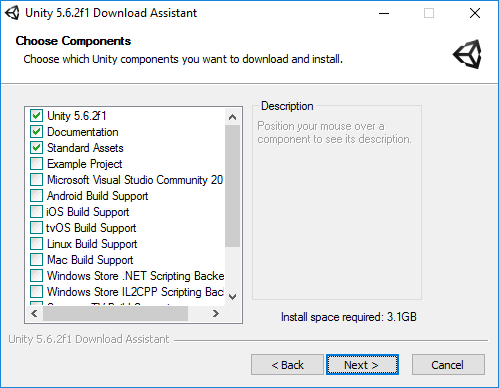 Unity 5.6.2f1 Download Assistant
Choose Components
Choose which Unity components you want to download and install.
Unity 5.6.2f1
Documentation
Standard Assets
Example Project
Microsoft Visual Studio Community 20
Android Build Support
iOS Build Support
tvOS Build Support
Linux Build Support
Mac Build Support
Windows Store .NET Scripting Backe
Windows Store IL2CPP Scripting Bac
Description
Position your mouse over a
component to see its description.
Install space required: 3.1GB
Unity 5.6.2f1 Download Assistant
< Back
Next >
Cancel